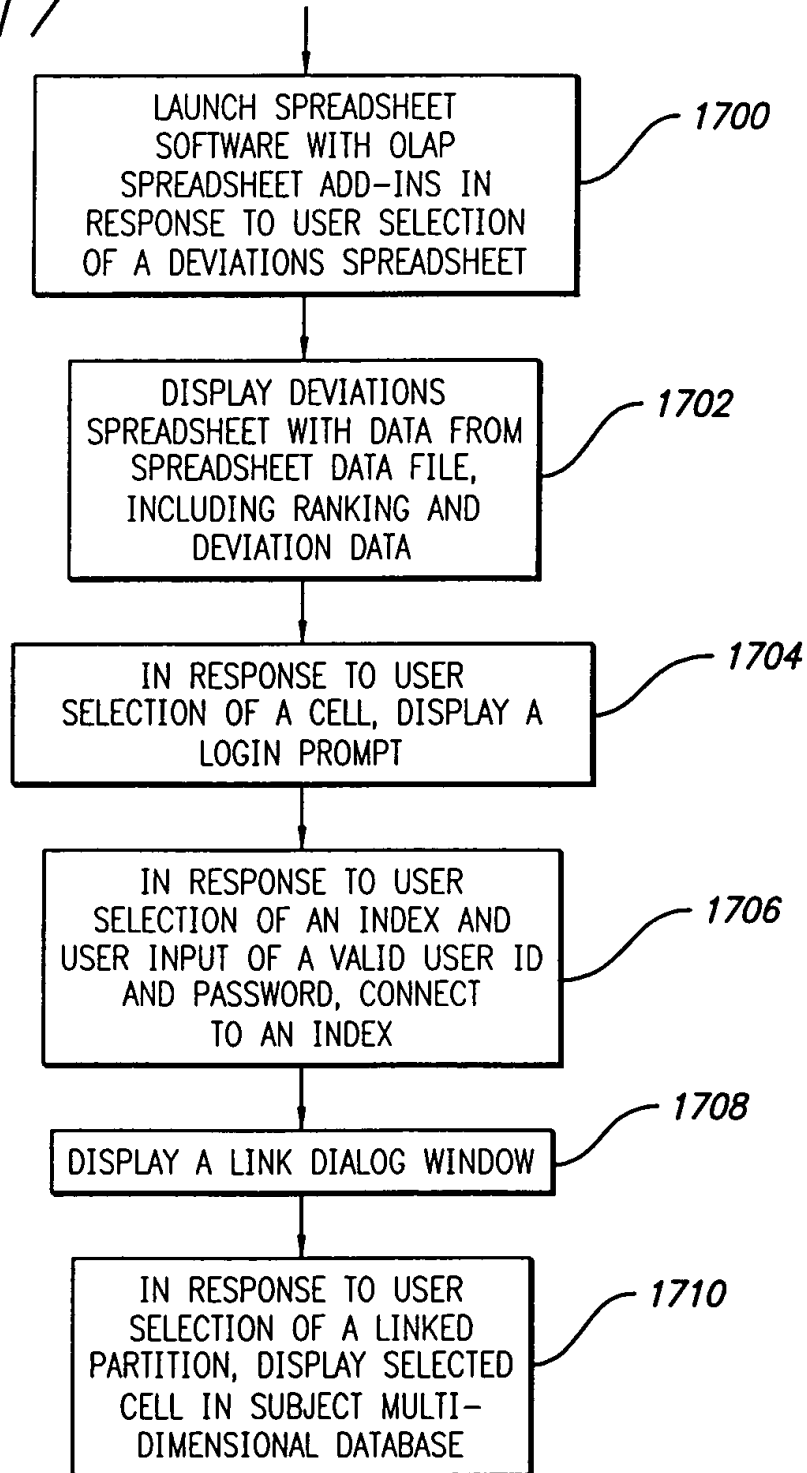 17
LAUNCH SPREADSHEET
SOFTWARE WITH OLAP
SPREADSHEET ADD-INS IN
RESPONSE TO USER SELECTION
OF A DEVIATIONS SPREADSHEET
1700
DISPLAY DEVIATIONS
SPREADSHEET WITH DATA FROM
SPREADSHEET DATA FILE,
INCLUDING RANKING AND
DEVIATION DATA
1702
IN RESPONSE TO USER
SELECTION OF A CELL, DISPLAY A
LOGIN PROMPT
1704
IN RESPONSE TO USER
SELECTION OF AN INDEX AND
USER INPUT OF A VALID USER ID
AND PASSWORD, CONNECT
TO AN INDEX
1706
DISPLAY A LINK DIALOG WINDOW
1708
IN RESPONSE TO USER
SELECTION OF A LINKED
PARTITION, DISPLAY SELECTED
CELL IN SUBJECT MULTI-
DIMENSIONAL DATABASE
1710